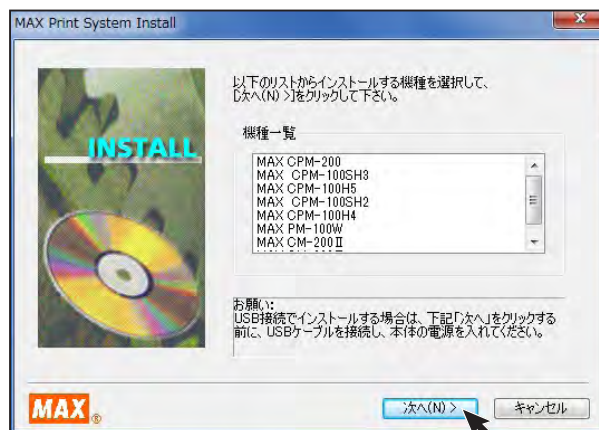 MAX Print System Install
以下のリストからインストールする機種を選択して、
[次へ(N) >]をクリックして下さい。
INSTALL
機種一覧
MAX CPM-200
MAX CPM-100SH3
MAX CPM-100H5
MAX CPM-100SH2
MAX CPM-100H4
MAX PM-100W
MAX CM-200Ⅱ
お願い:
USB接続でインストールする場合は、下記「次へ」をクリックする
前に、USBケーブルを接続し、本体の電源を入れてください。
MAX®
次へ(N) >
キャンセル